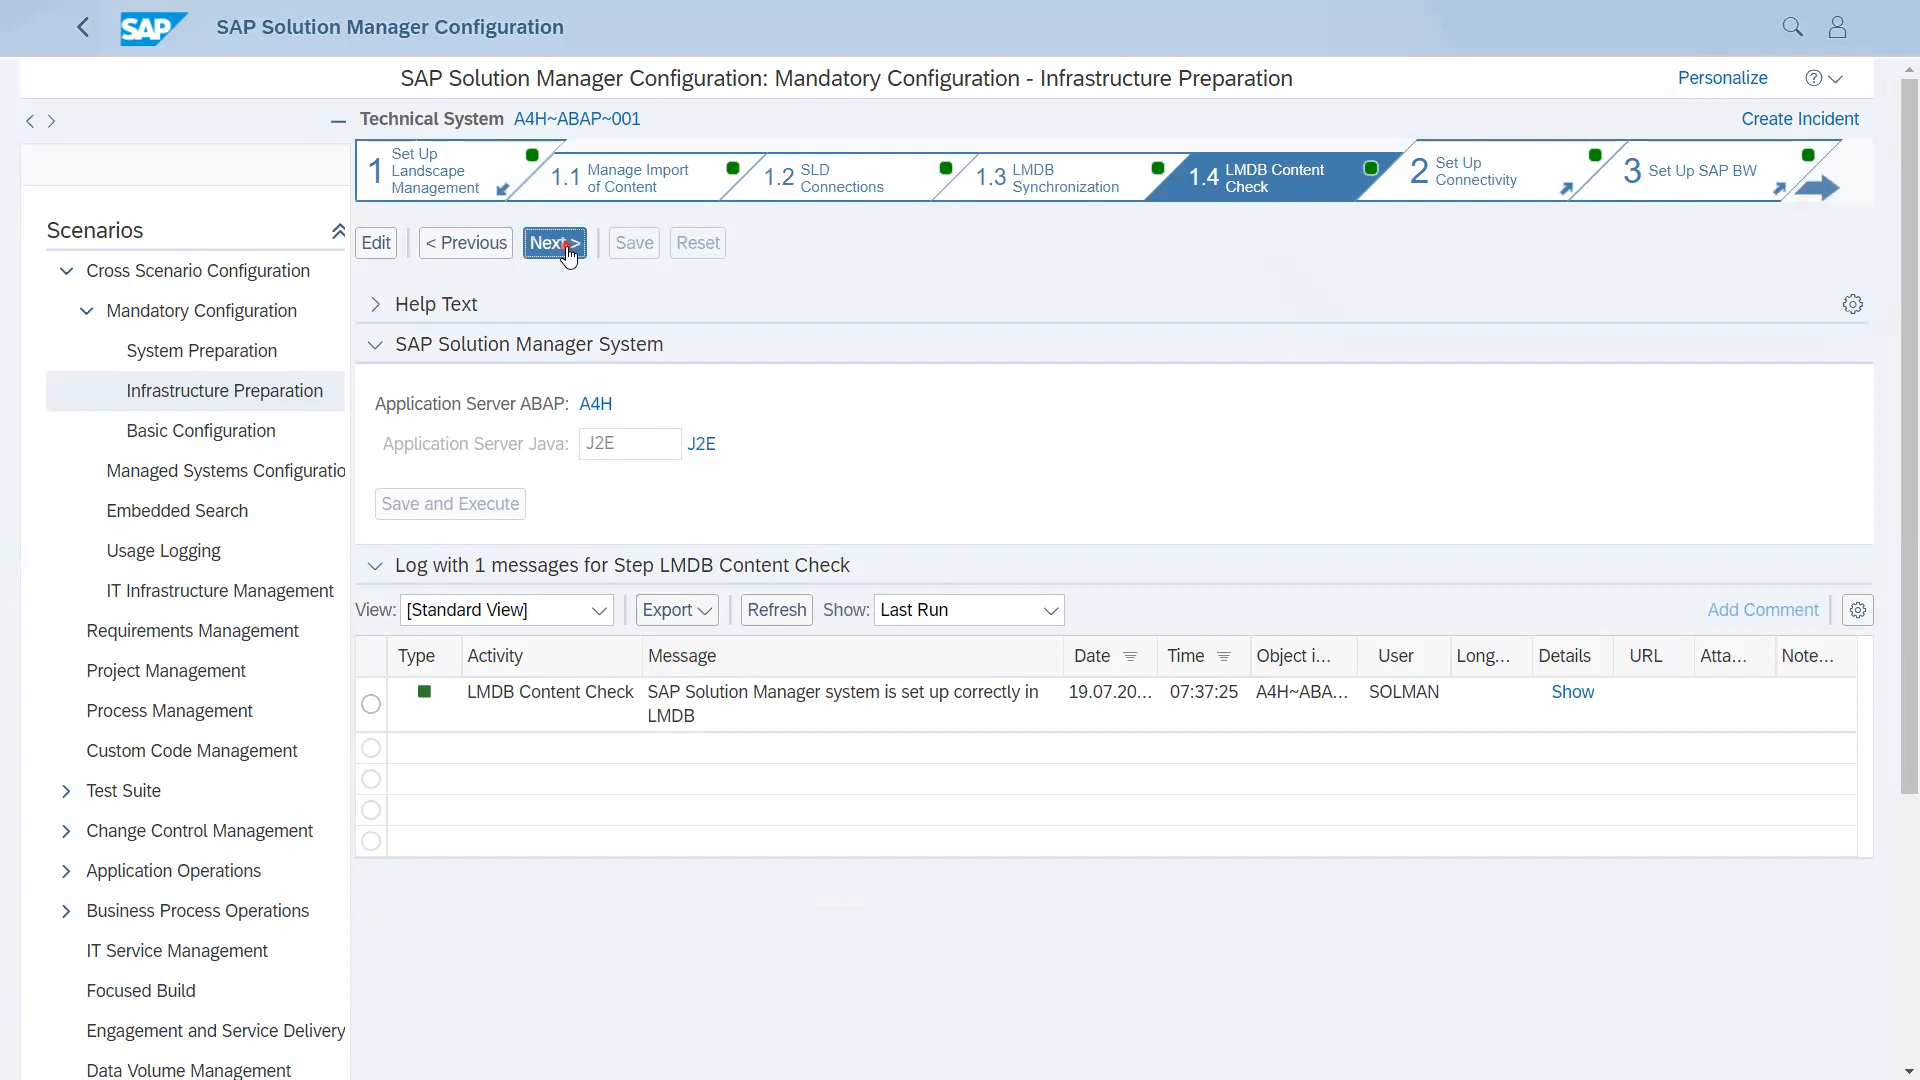 SAP SAP Solution Manager Configuration
SAP Solution Manager Configuration: Mandatory Configuration - Infrastructure Preparation
Personalize
Technical System A4H~ABAP~001
Create Incident
1 Set Up
Landscape
Management
1.1 Manage Import
of Content
1.2 SLD
Connections
1.3 LMDB
Synchronization
1.4 LMDB Content
Check
2 Set Up
Connectivity
3 Set Up SAP BW
Edit < Previous Next > Save Reset
Scenarios
Cross Scenario Configuration
Mandatory Configuration
System Preparation
Infrastructure Preparation
Basic Configuration
Managed Systems Configuratio
Embedded Search
Usage Logging
IT Infrastructure Management
Requirements Management
Project Management
Process Management
Custom Code Management
Test Suite
Change Control Management
Application Operations
Business Process Operations
IT Service Management
Focused Build
Engagement and Service Delivery
Data Volume Management
Help Text
SAP Solution Manager System
Application Server ABAP: A4H
Application Server Java: J2E J2E
Save and Execute
Log with 1 messages for Step LMDB Content Check
View: [Standard View] Export Refresh Show: Last Run Add Comment
Type Activity Message Date Time Object i... User Long... Details URL Atta... Note...
LMDB Content Check SAP Solution Manager system is set up correctly in 19.07.20... 07:37:25 A4H~ABA... SOLMAN Show
LMDB